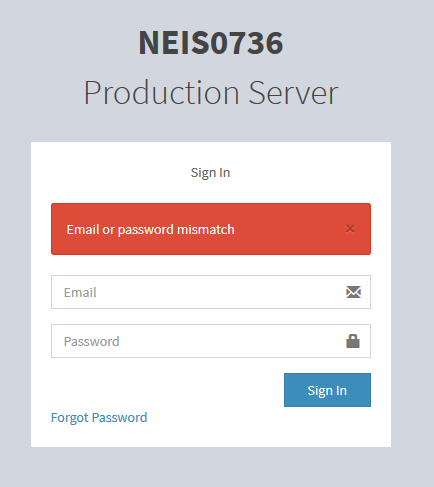 NEIS0736
Production Server
Sign In
Email or password mismatch ×
Email
Password
Sign In
Forgot Password